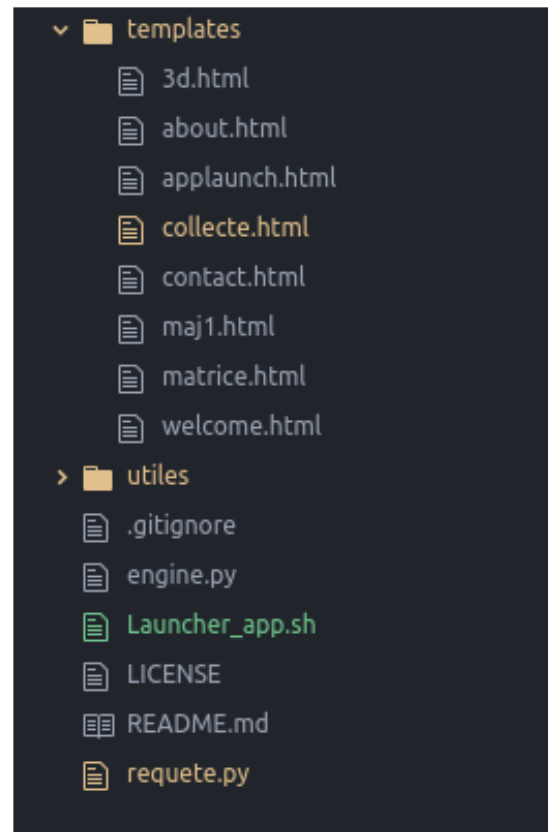 templates
3d.html
about.html
applaunch.html
collecte.html
contact.html
maj1.html
matrice.html
welcome.html
utiles
.gitignore
engine.py
Launcher_app.sh
LICENSE
README.md
requete.py